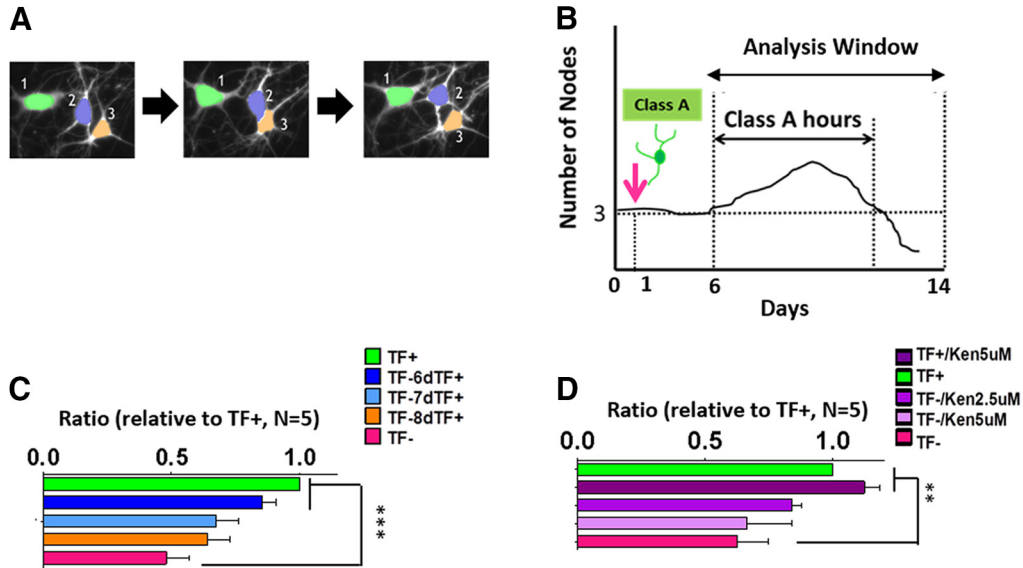 A
1
2
3
1
2
3
1
2
3
B
Analysis Window
Class A
Class A hours
Number of Nodes
3
0 1 6 14
Days
C
TF+
TF-6dTF+
TF-7dTF+
TF-8dTF+
TF-
Ratio (relative to TF+, N=5)
0.0 0.5 1.0
***
D
TF+/Ken5uM
TF+
TF-/Ken2.5uM
TF-/Ken5uM
TF-
Ratio (relative to TF+, N=5)
0.0 0.5 1.0
**